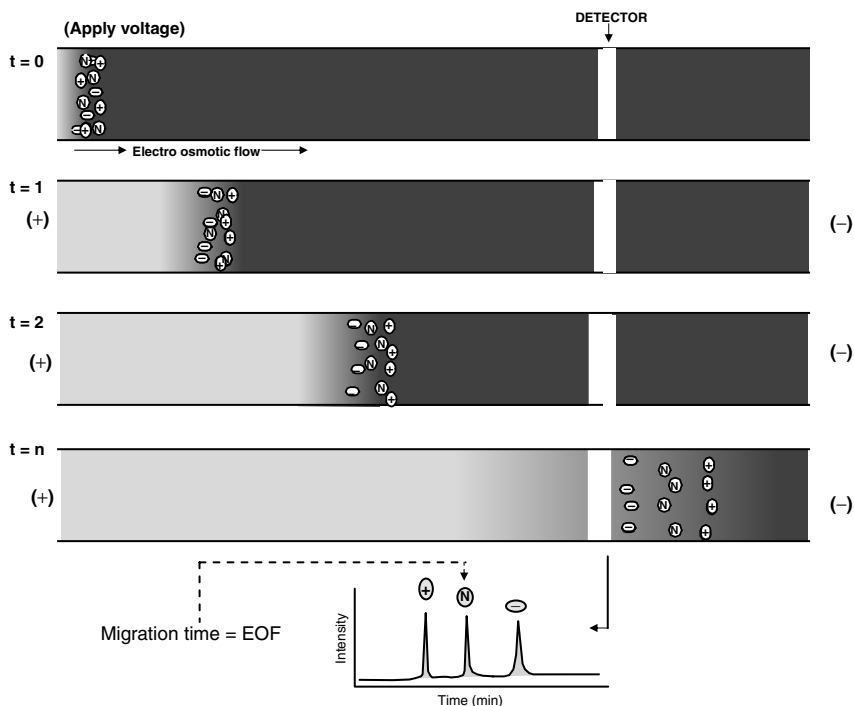 DETECTOR
(Apply voltage)
t = 0
N + + N − N + − − + N
Electro osmotic flow
t = 1
(+)
(−)
− N + N − + N + − − + N
t = 2
(+)
(−)
− N + − N + − N + − N +
t = n
(+)
(−)
− N + − N + − N + − N +
+ N −
Migration time = EOF
Intensity
Time (min)